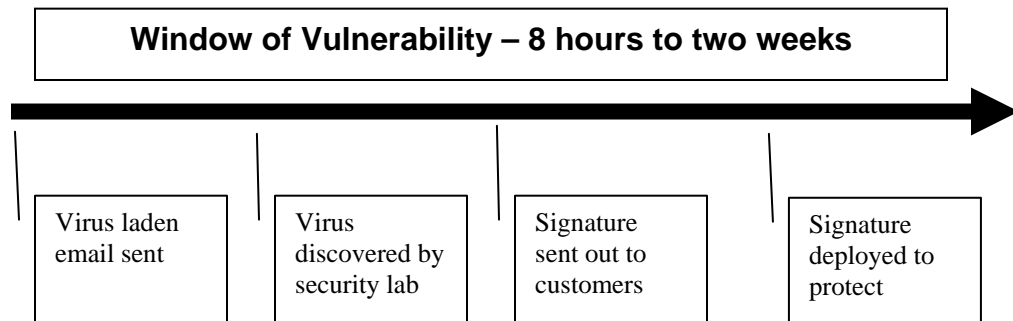 Window of Vulnerability – 8 hours to two weeks
Virus laden
email sent
Virus
discovered by
security lab
Signature
sent out to
customers
Signature
deployed to
protect